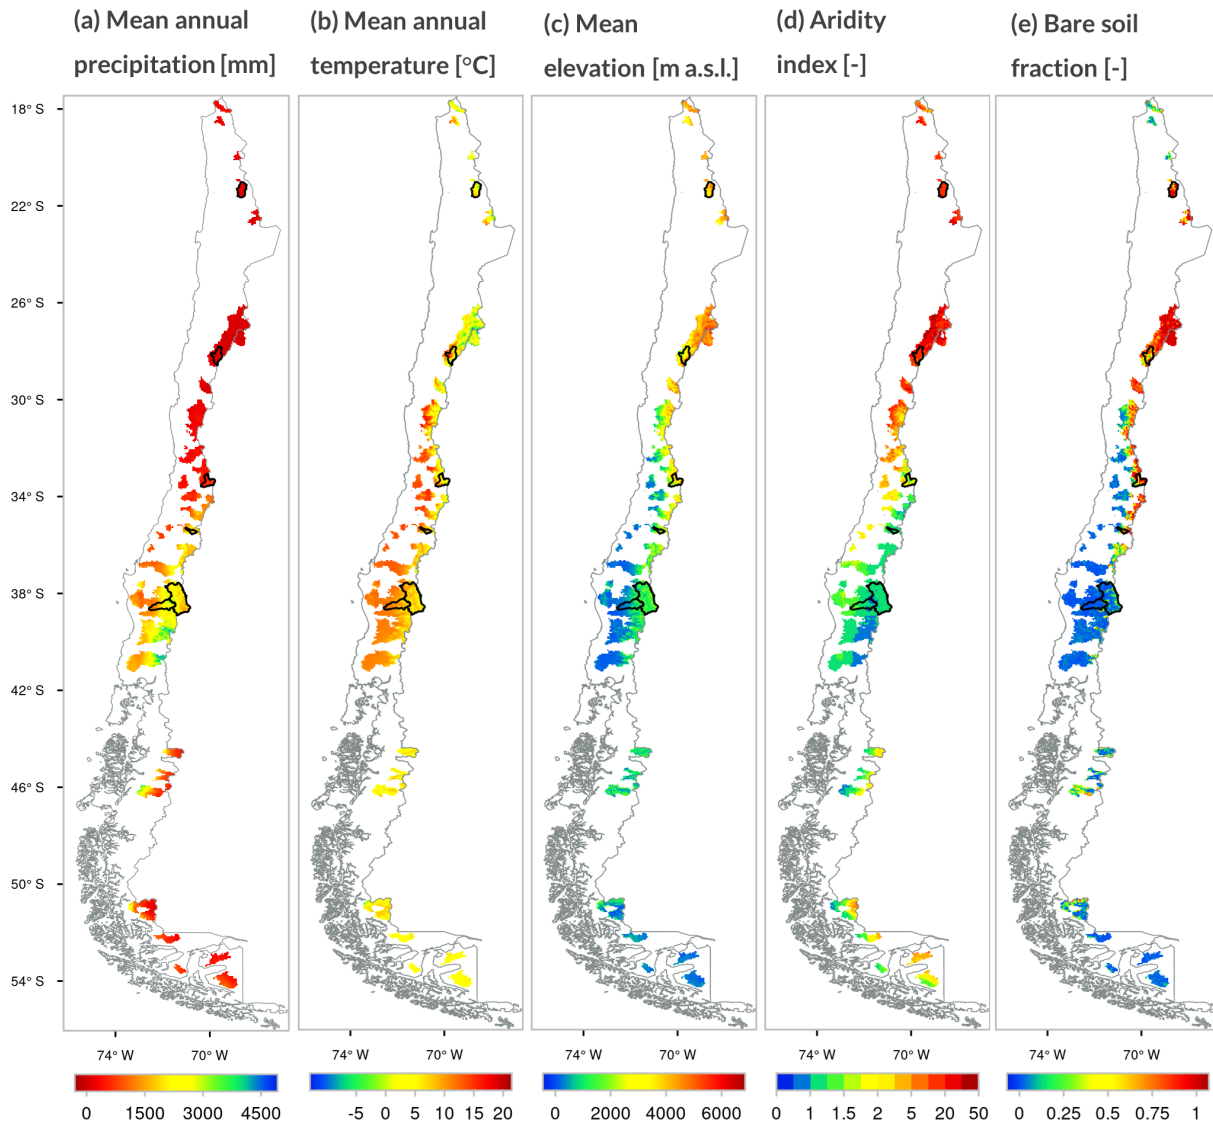 (a) Mean annual
precipitation [mm]
(b) Mean annual
temperature [°C]
(c) Mean
elevation [m a.s.l.]
(d) Aridity
index [-]
(e) Bare soil
fraction [-]
18° S
22° S
26° S
30° S
34° S
38° S
42° S
46° S
50° S
54° S
74° W 70° W
74° W 70° W
74° W 70° W
74° W 70° W
74° W 70° W
0 1500 3000 4500
-5 0 5 10 15 20
0 2000 4000 6000
0 1 1.5 2 5 20 50
0 0.25 0.5 0.75 1